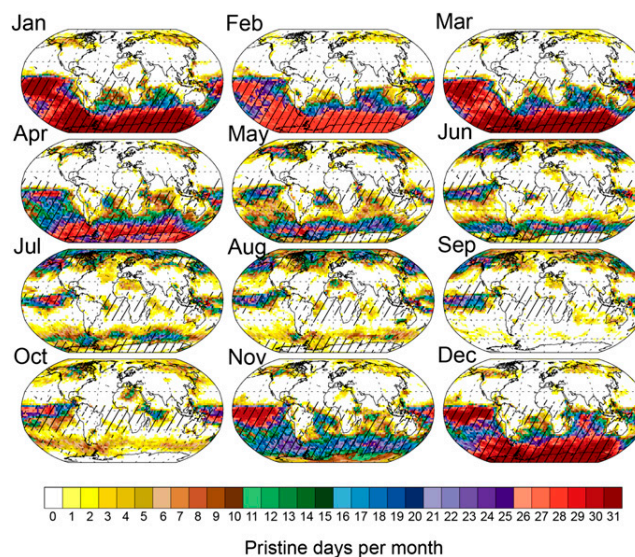 Jan Feb Mar
Apr May Jun
Jul Aug Sep
Oct Nov Dec
0 1 2 3 4 5 6 7 8 9 10 11 12 13 14 15 16 17 18 19 20 21 22 23 24 25 26 27 28 29 30 31
Pristine days per month